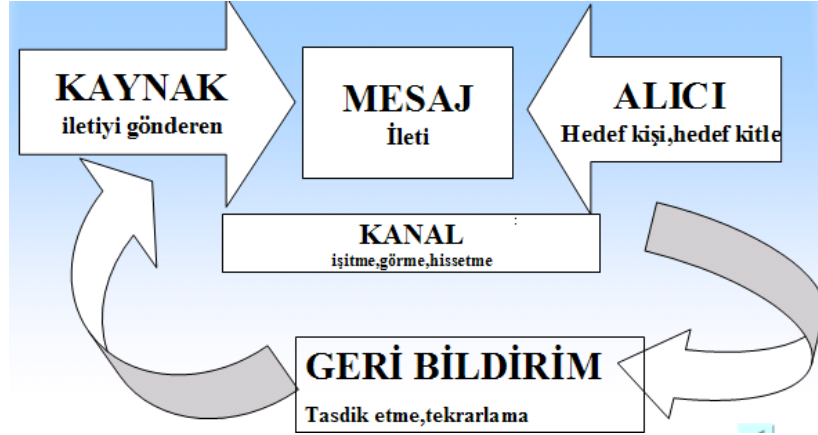 KAYNAK
iletiyi gönderen
MESAJ
İleti
ALICI
Hedef kişi,hedef kitle
:
KANAL
işitme,görme,hissetme
GERİ BİLDİRİM
Tasdik etme,tekrarlama